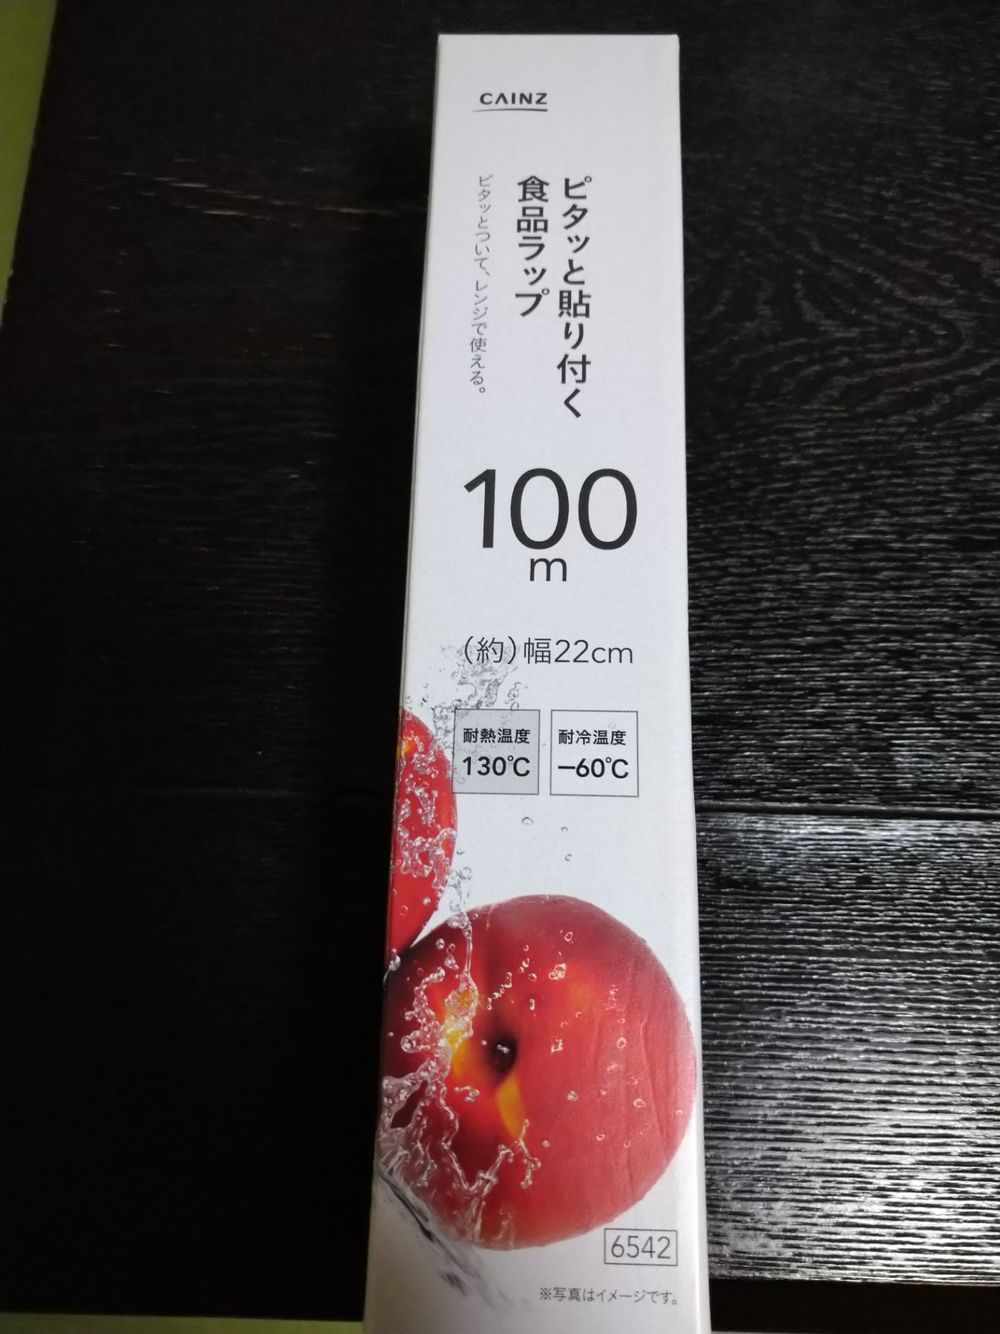 CAINZ
ピタッと貼り付く
食品ラップ
ピタッとついて、レンジで使える。
100
m
(約)幅22cm
耐熱温度
130℃
耐冷温度
−60℃
6542
※写真はイメージです。